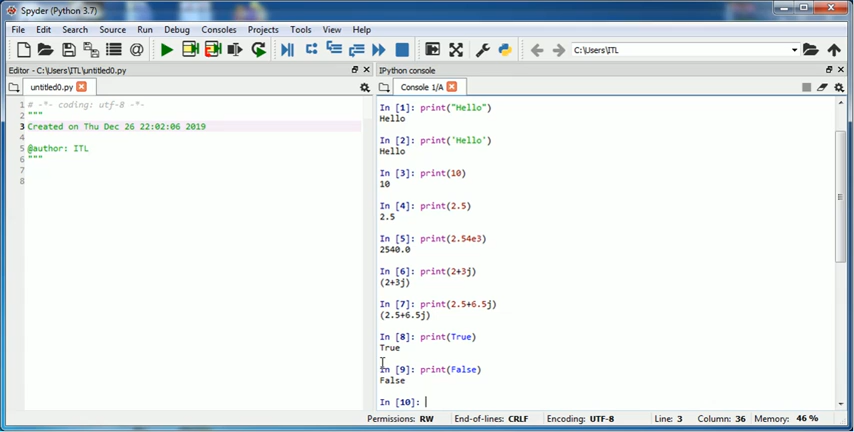 Spyder (Python 3.7)
File Edit Search Source Run Debug Consoles Projects Tools View Help
C:\Users\ITL
Editor - C:\Users\ITL\untitled0.py
untitled0.py
1 # -*- coding: utf-8 -*-
2 """
3 Created on Thu Dec 26 22:02:06 2019
4
5 @author: ITL
6 """
7
8
IPython console
Console 1/A
In [1]: print("Hello")
Hello
In [2]: print('Hello')
Hello
In [3]: print(10)
10
In [4]: print(2.5)
2.5
In [5]: print(2.54e3)
2540.0
In [6]: print(2+3j)
(2+3j)
In [7]: print(2.5+6.5j)
(2.5+6.5j)
In [8]: print(True)
True
In [9]: print(False)
False
In [10]:
Permissions: RW End-of-lines: CRLF Encoding: UTF-8 Line: 3 Column: 36 Memory: 46 %